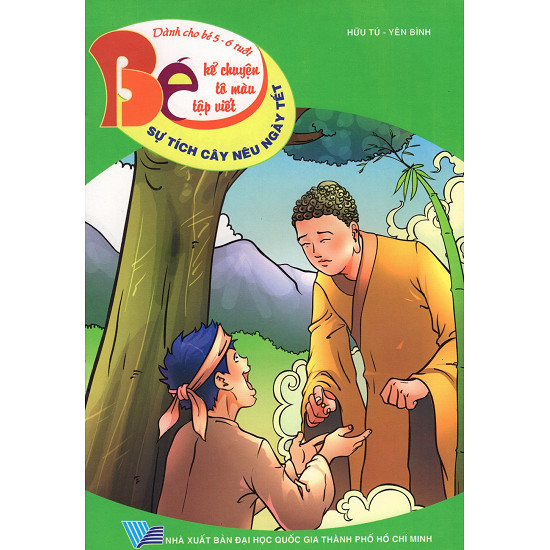 Dành cho bé 5 - 6 tuổi
HỮU TÚ - YÊN BÌNH
Bé
kể chuyện
tô màu
tập viết
SỰ TÍCH CÂY NÊU NGÀY TẾT
NHÀ XUẤT BẢN ĐẠI HỌC QUỐC GIA THÀNH PHỐ HỒ CHÍ MINH